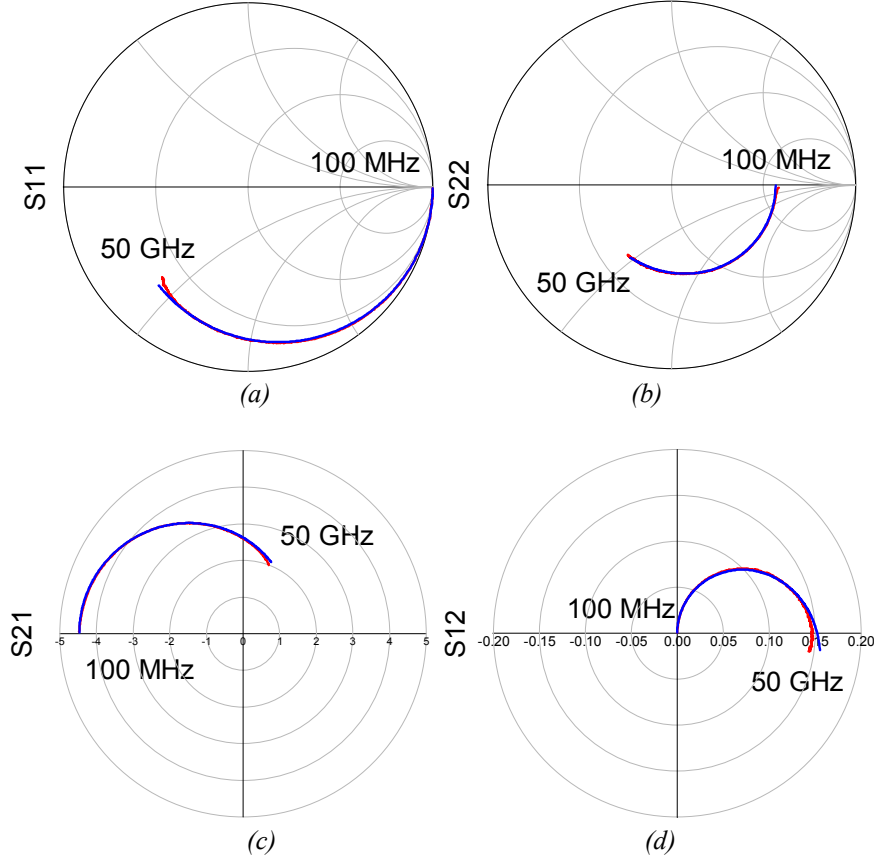 S11
100 MHz
50 GHz
(a)
S22
100 MHz
50 GHz
(b)
S21
50 GHz
-5 -4 -3 -2 -1 0 1 2 3 4 5
100 MHz
(c)
S12
100 MHz
-0.20 -0.15 -0.10 -0.05 0.00 0.05 0.10 0.15 0.20
50 GHz
(d)